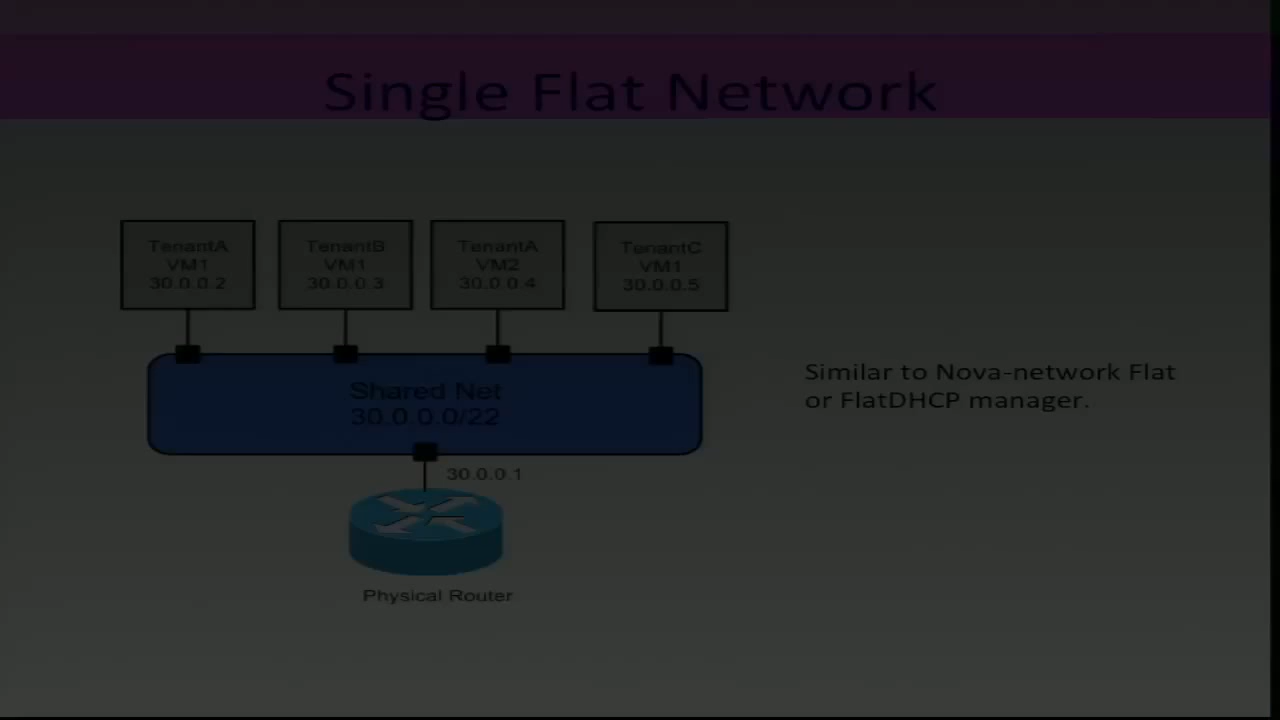 Single Flat Network
TenantA
VM1
30.0.0.2
TenantB
VM1
30.0.0.3
TenantA
VM2
30.0.0.4
TenantC
VM1
30.0.0.5
Shared Net
30.0.0.0/22
30.0.0.1
Physical Router
Similar to Nova-network Flat
or FlatDHCP manager.